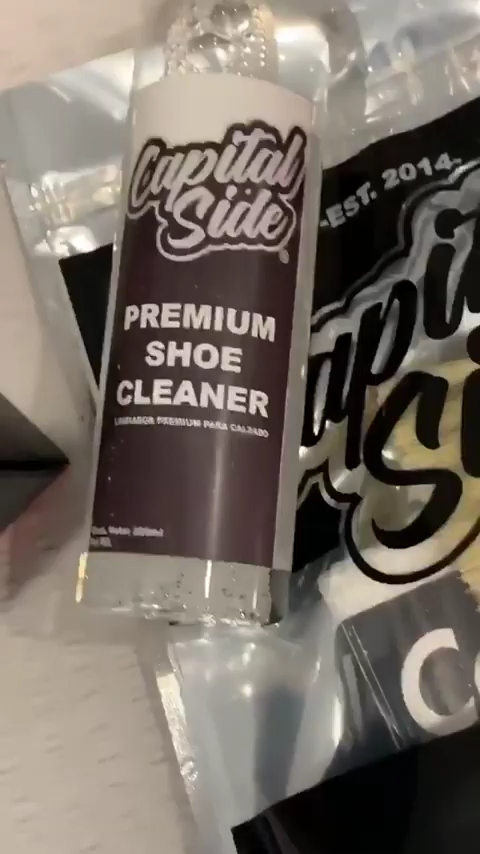 Capital
Side
PREMIUM
SHOE
CLEANER
LIMPIADOR PREMIUM PARA CALZADO
-EST. 2014-